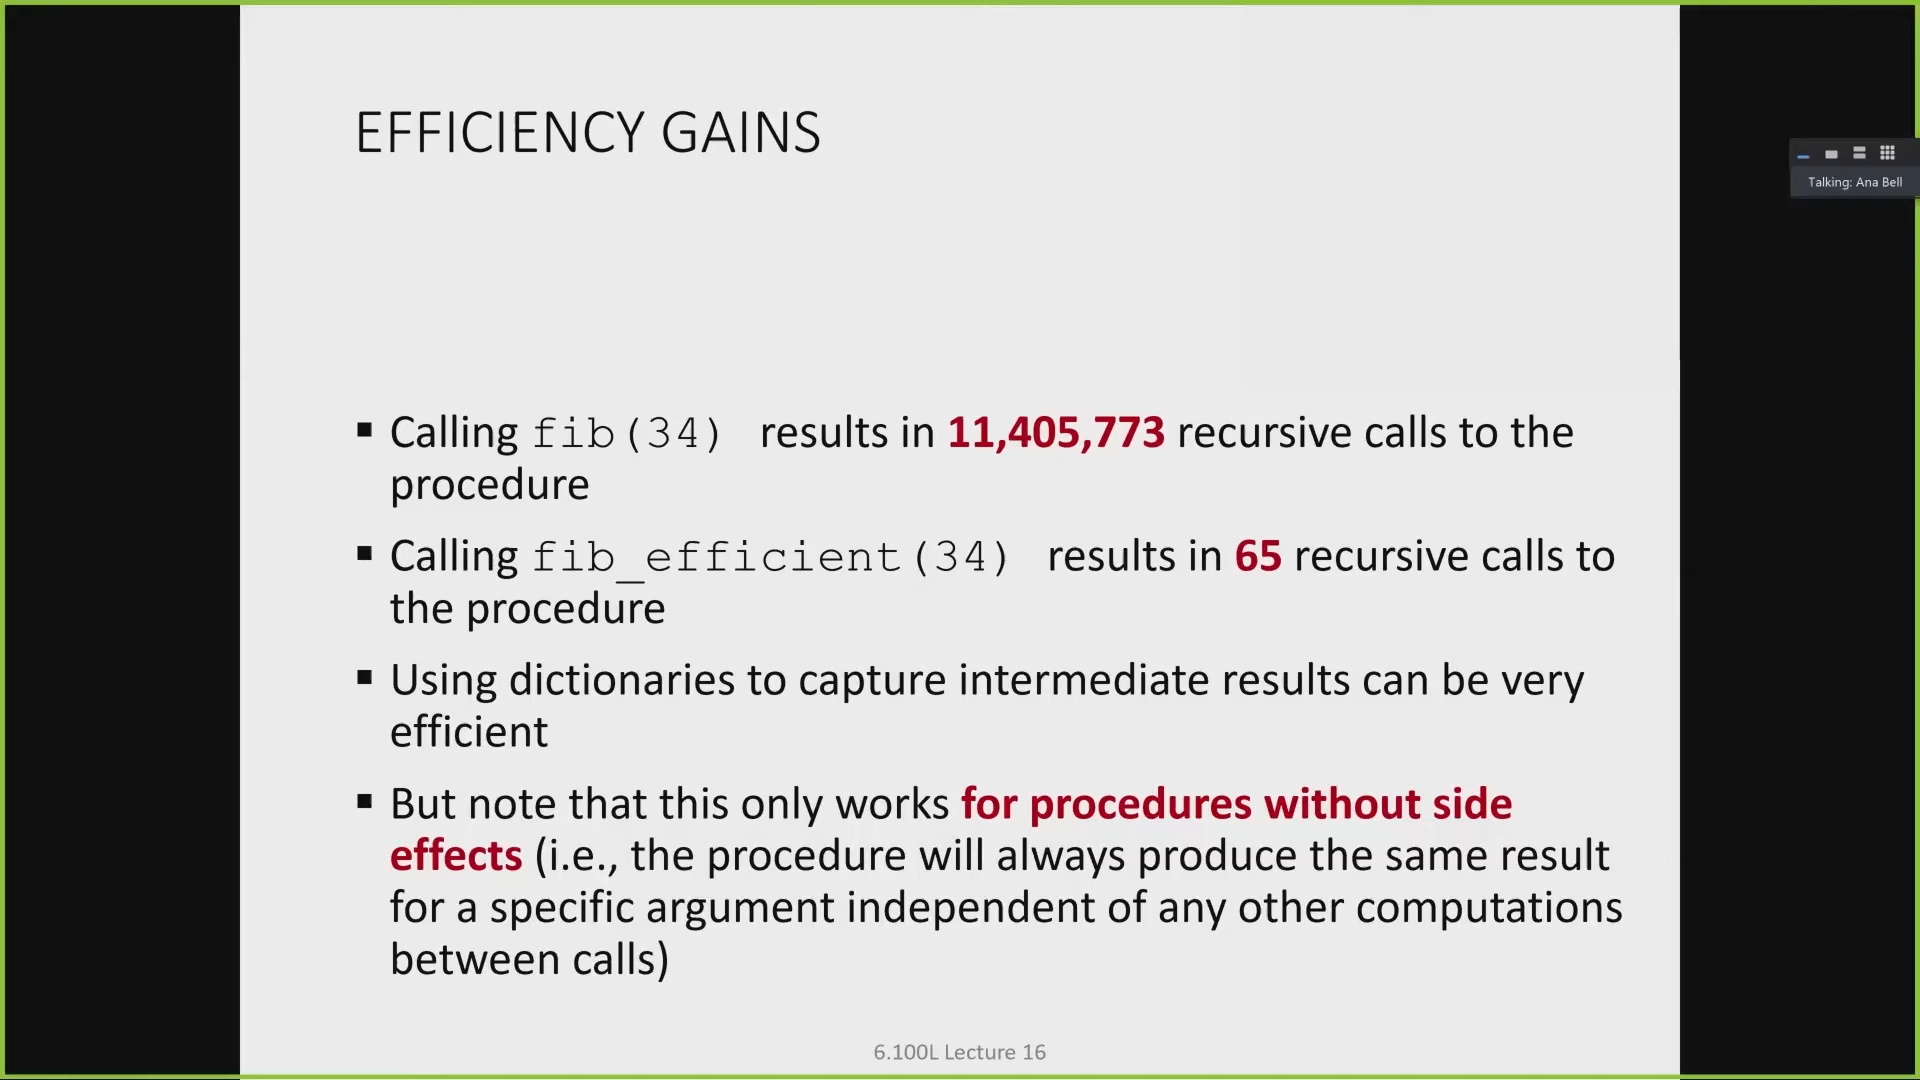 EFFICIENCY GAINS
Talking: Ana Bell
▪ Calling fib(34) results in 11,405,773 recursive calls to the
procedure
▪ Calling fib_efficient(34) results in 65 recursive calls to
the procedure
▪ Using dictionaries to capture intermediate results can be very
efficient
▪ But note that this only works for procedures without side
effects (i.e., the procedure will always produce the same result
for a specific argument independent of any other computations
between calls)
6.100L Lecture 16